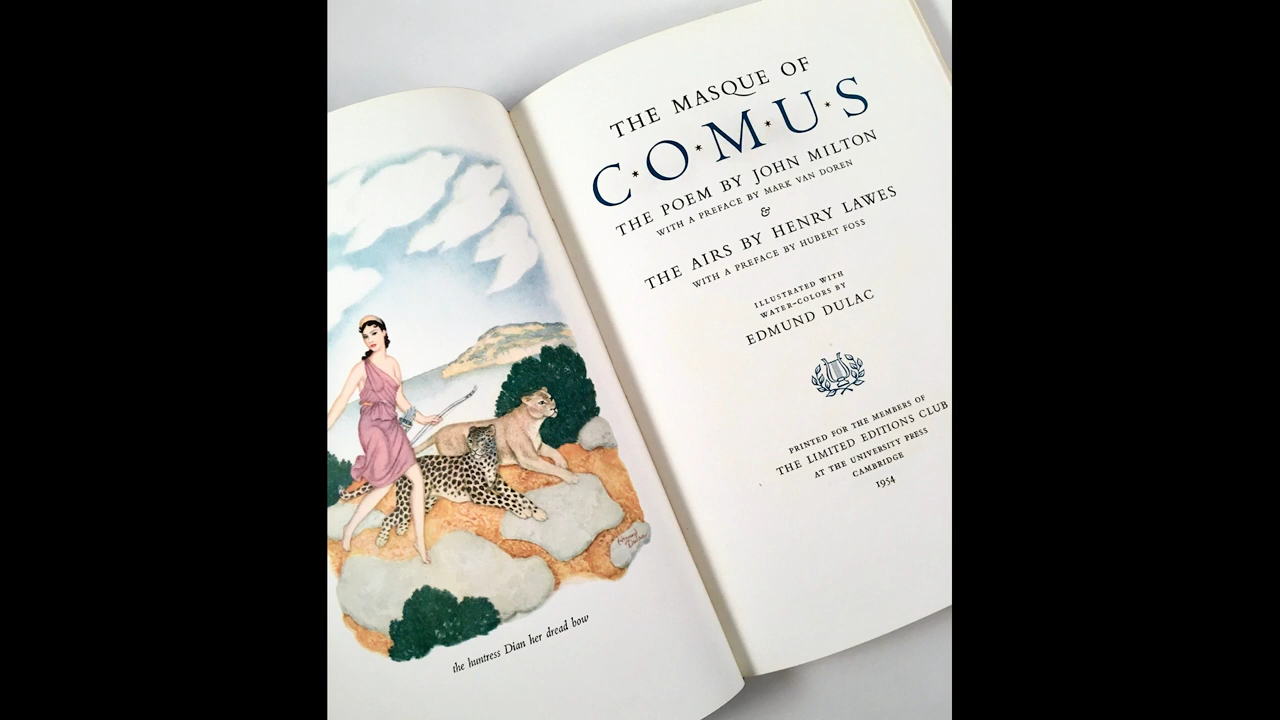 the huntress Dian her dread bow
Edmund
Dulac
THE MASQUE OF
C*O*M*U*S
THE POEM BY JOHN MILTON
WITH A PREFACE BY MARK VAN DOREN
&
THE AIRS BY HENRY LAWES
WITH A PREFACE BY HUBERT FOSS
ILLUSTRATED WITH
WATER-COLORS BY
EDMUND DULAC
PRINTED FOR THE MEMBERS OF
THE LIMITED EDITIONS CLUB
AT THE UNIVERSITY PRESS
CAMBRIDGE
1954